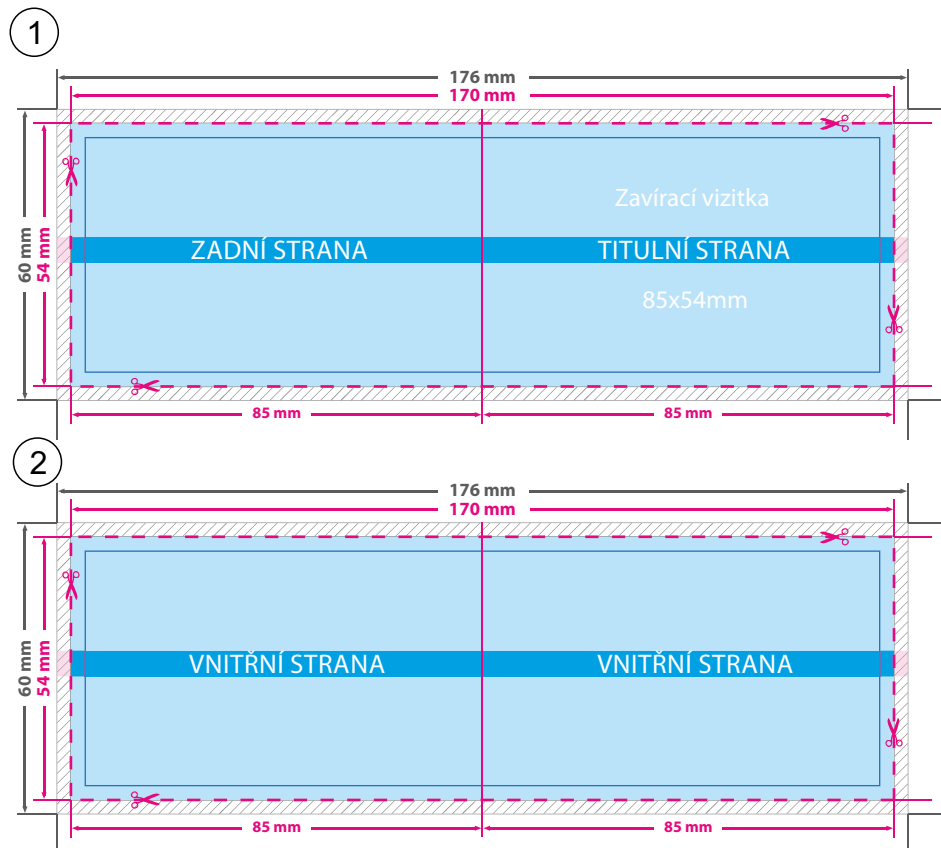 1
176 mm
170 mm
60 mm
54 mm
Zavírací vizitka
ZADNÍ STRANA
TITULNÍ STRANA
85x54mm
85 mm
85 mm
2
176 mm
170 mm
60 mm
54 mm
VNITŘNÍ STRANA
VNITŘNÍ STRANA
85 mm
85 mm